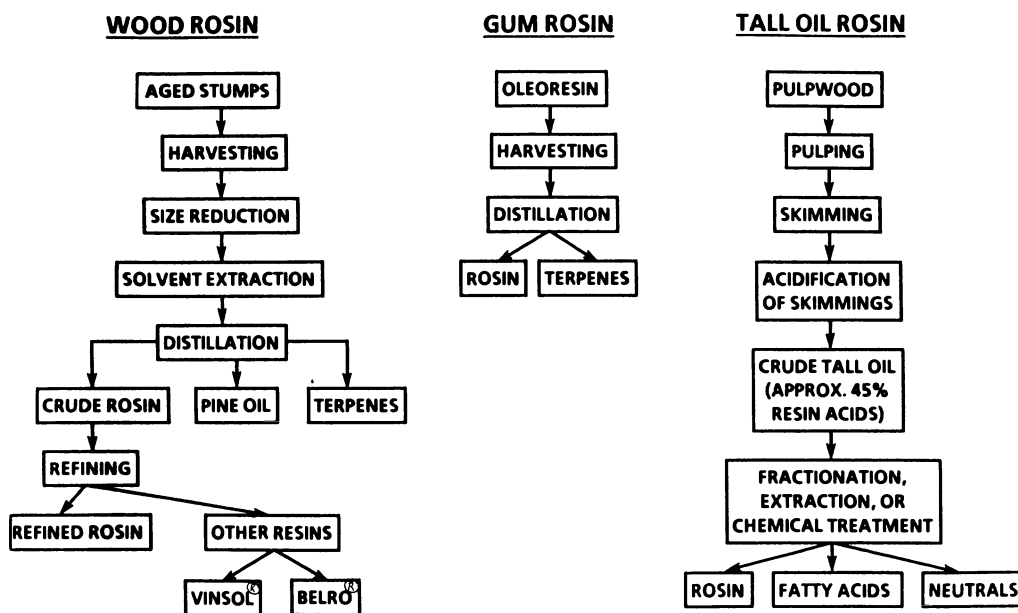 WOOD ROSIN
AGED STUMPS
HARVESTING
SIZE REDUCTION
SOLVENT EXTRACTION
DISTILLATION
CRUDE ROSIN
PINE OIL
TERPENES
REFINING
REFINED ROSIN
OTHER RESINS
VINSOL®
BELRO®
GUM ROSIN
OLEORESIN
HARVESTING
DISTILLATION
ROSIN
TERPENES
TALL OIL ROSIN
PULPWOOD
PULPING
SKIMMING
ACIDIFICATION
OF SKIMMINGS
CRUDE TALL OIL
(APPROX. 45%
RESIN ACIDS)
FRACTIONATION,
EXTRACTION, OR
CHEMICAL TREATMENT
ROSIN
FATTY ACIDS
NEUTRALS